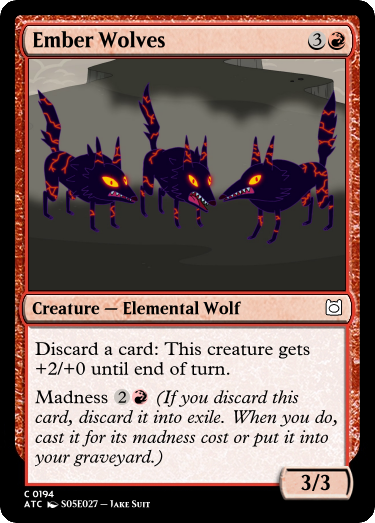 Ember Wolves 3
Creature — Elemental Wolf
Discard a card: This creature gets
+2/+0 until end of turn.
Madness 2 (If you discard this
card, discard it into exile. When you do,
cast it for its madness cost or put it into
your graveyard.)
3/3
C 0194
ATC S05E027 — Jake Suit